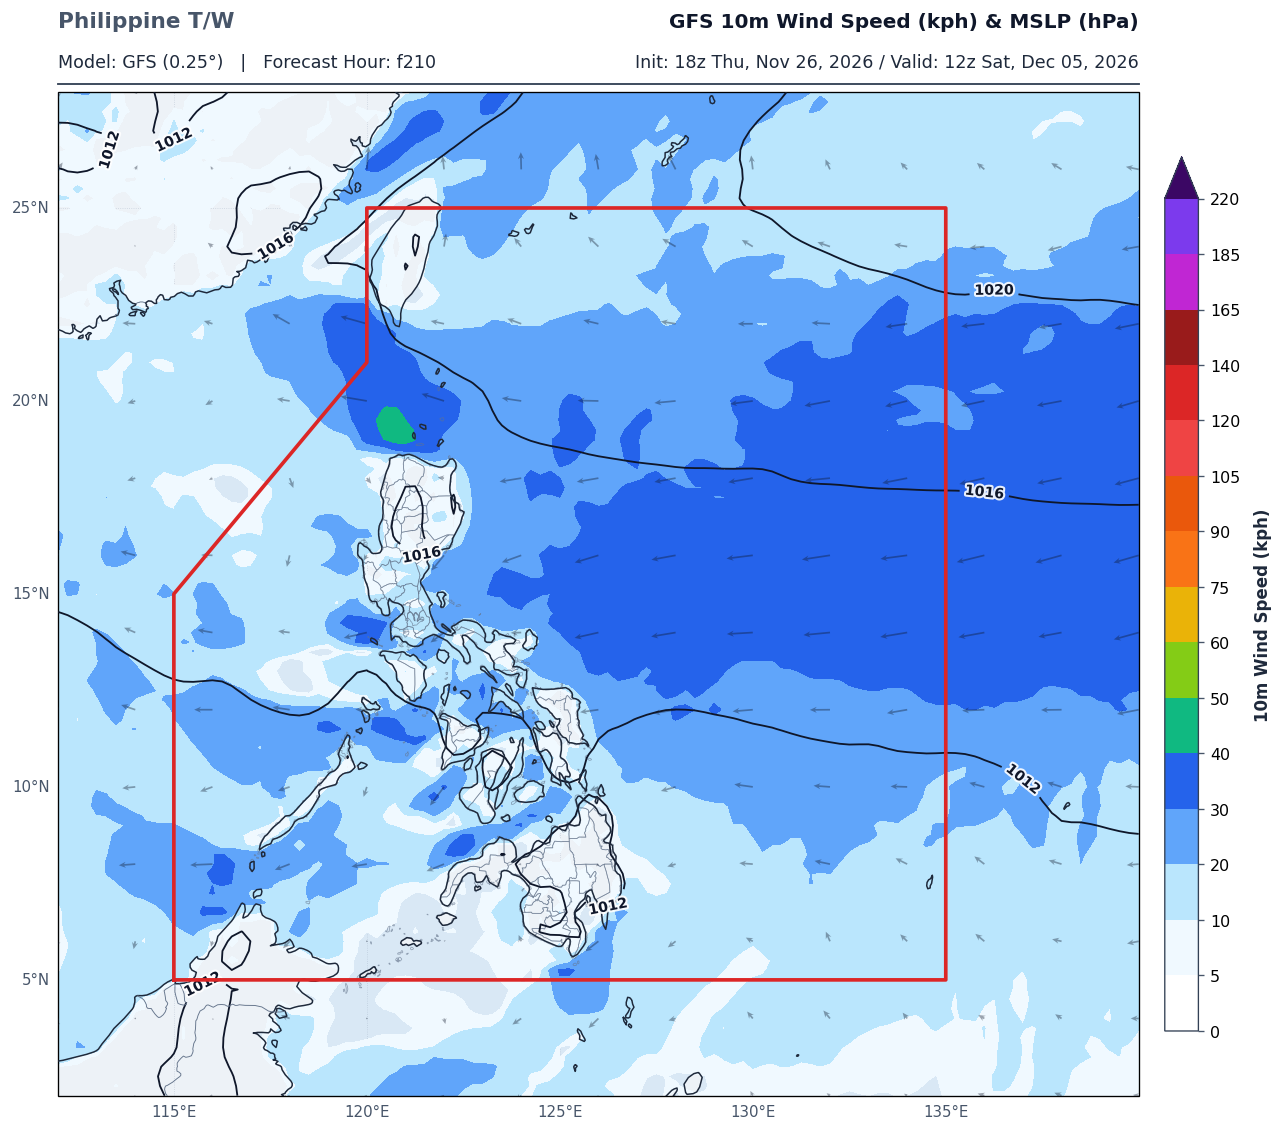 Philippine T/W
GFS 10m Wind Speed (kph) & MSLP (hPa)
Model: GFS (0.25°)   |   Forecast Hour: f210
Init: 18z Thu, Nov 26, 2026 / Valid: 12z Sat, Dec 05, 2026
1012
1012
1016
1020
1016
1016
1012
1012
1012
25°N
20°N
15°N
10°N
5°N
115°E
120°E
125°E
130°E
135°E
220
185
165
140
120
105
90
75
60
50
40
30
20
10
5
0
10m Wind Speed (kph)